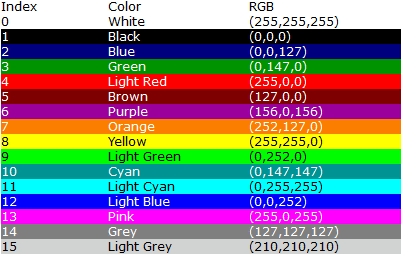 Index Color RGB
0 White (255,255,255)
1 Black (0,0,0)
2 Blue (0,0,127)
3 Green (0,147,0)
4 Light Red (255,0,0)
5 Brown (127,0,0)
6 Purple (156,0,156)
7 Orange (252,127,0)
8 Yellow (255,255,0)
9 Light Green (0,252,0)
10 Cyan (0,147,147)
11 Light Cyan (0,255,255)
12 Light Blue (0,0,252)
13 Pink (255,0,255)
14 Grey (127,127,127)
15 Light Grey (210,210,210)